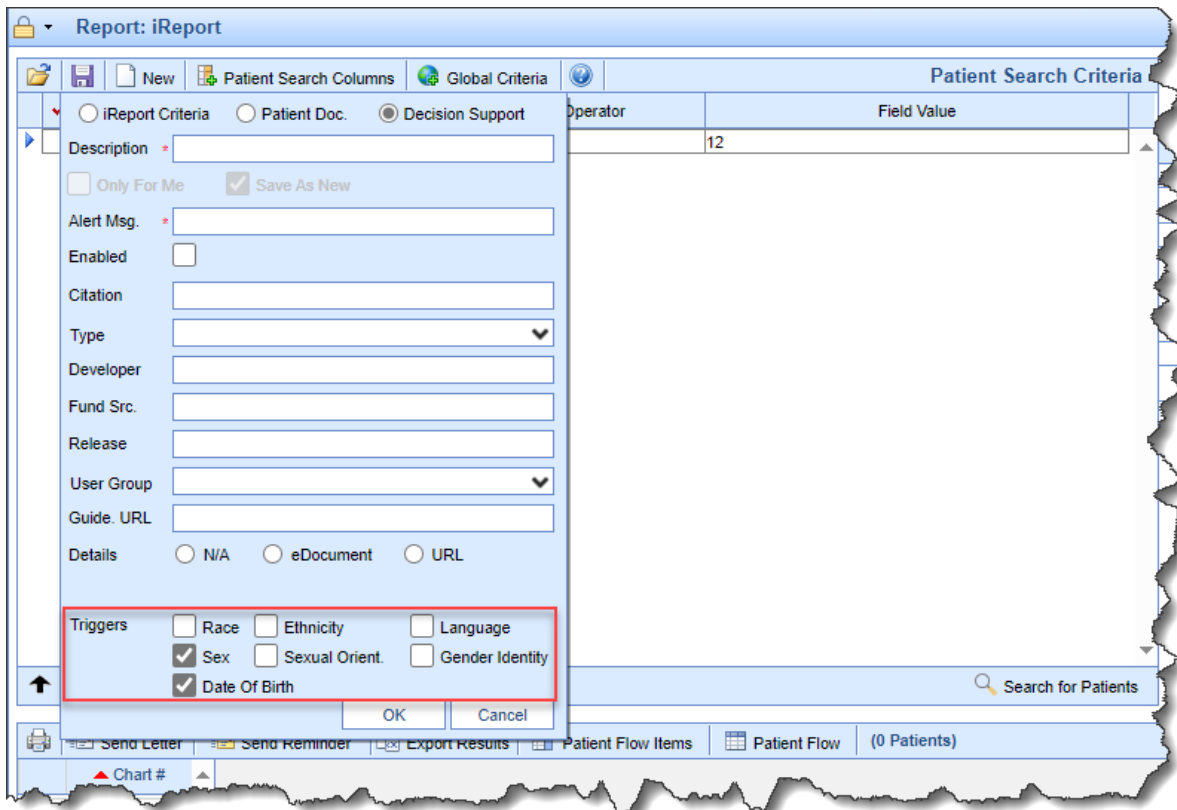 Report: iReport
New Patient Search Columns Global Criteria Patient Search Criteria
iReport Criteria Patient Doc. Decision Support Operator Field Value
Description * 12
Only For Me Save As New
Alert Msg. *
Enabled
Citation
Type
Developer
Fund Src.
Release
User Group
Guide. URL
Details N/A eDocument URL
Triggers Race Ethnicity Language
Sex Sexual Orient. Gender Identity
Date Of Birth
Search for Patients
OK Cancel
Send Letter Send Reminder Export Results Patient Flow Items Patient Flow (0 Patients)
Chart #